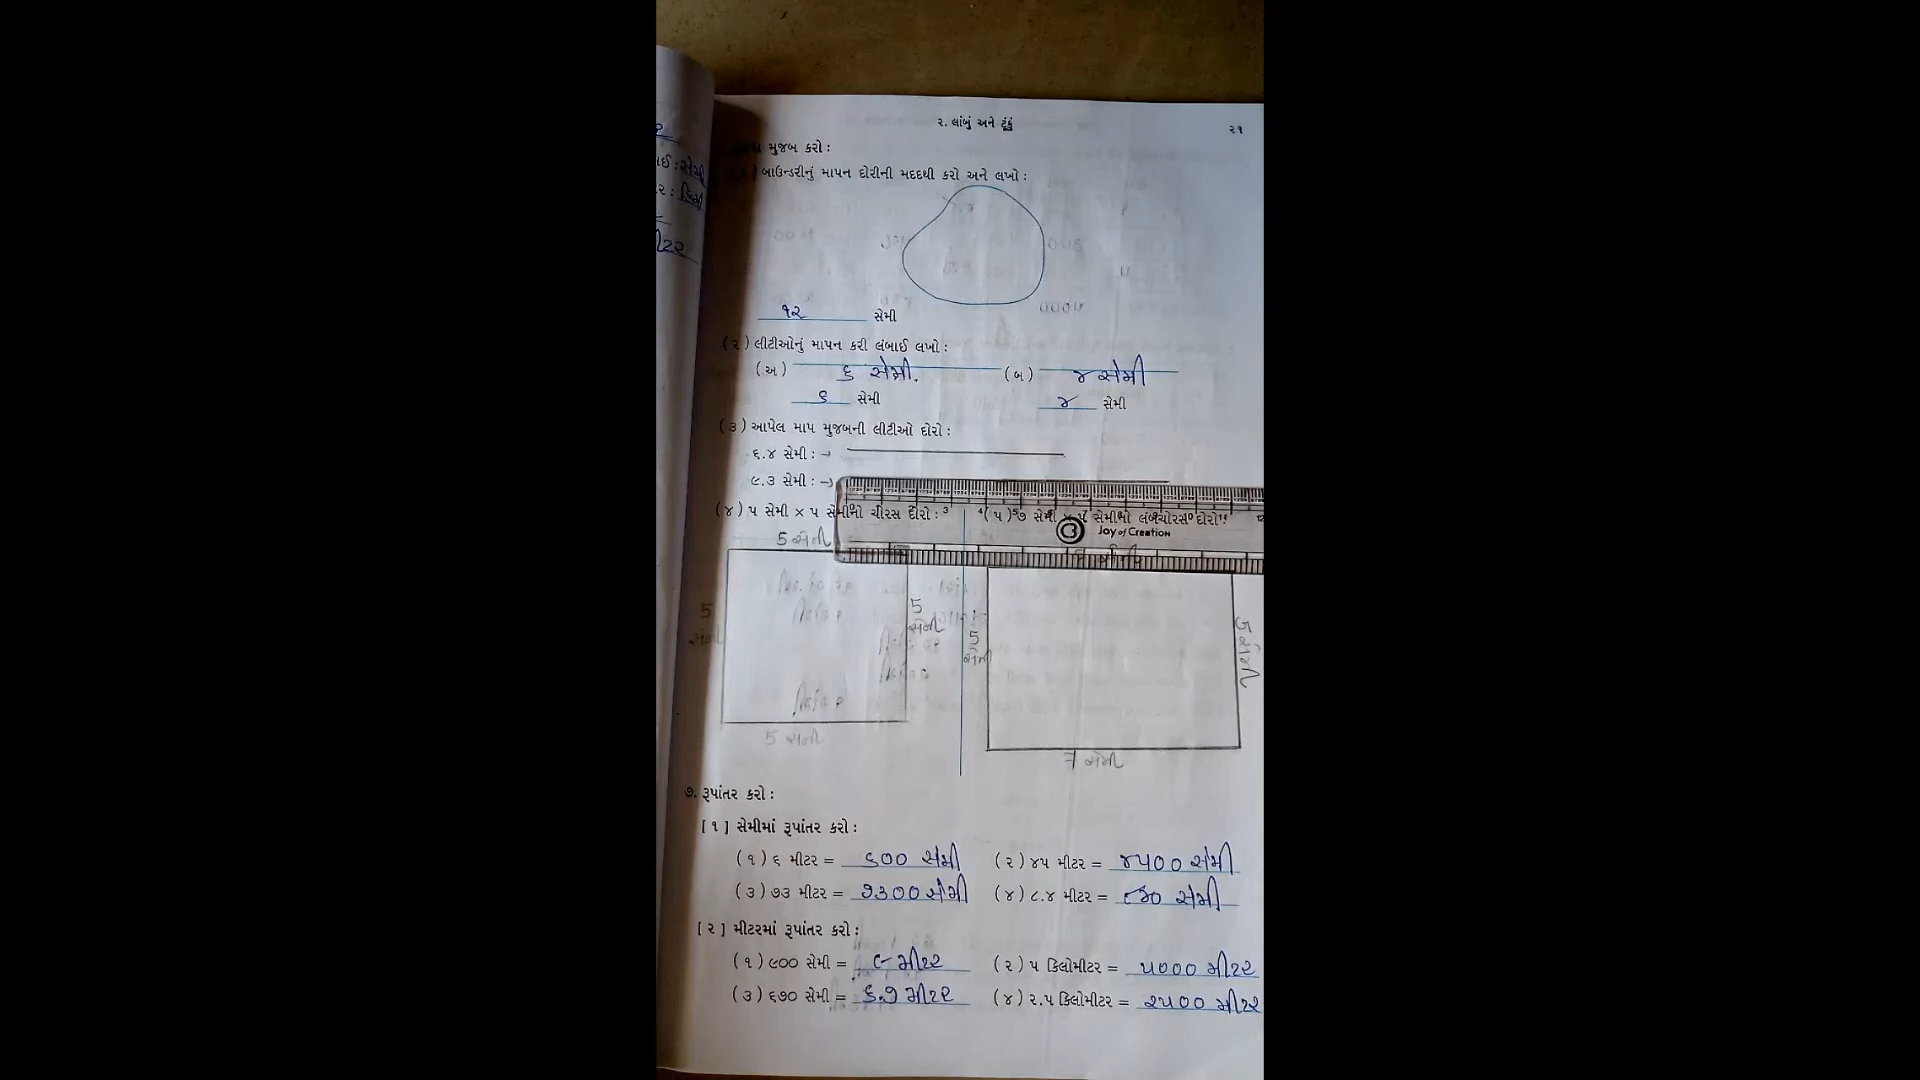 ૨. લાંબું અને ટૂંકું ૨૧
મુજબ કરો :
બાઉન્ડરીનું માપન દોરીની મદદથી કરો અને લખો :
૧૨ સેમી
(૨) લીટીઓનું માપન કરી લંબાઈ લખો :
(અ) ૬ સેમી. (બ) ૪ સેમી
૬ સેમી ૪ સેમી
(૩) આપેલ માપ મુજબની લીટીઓ દોરો :
૬.૪ સેમી : →
૯.૩ સેમી : →
(૪) ૫ સેમી × ૫ સેમીનો ચોરસ દોરો : (૫) ૭ સેમી × ૫ સેમીનો લંબચોરસ દોરો :
Joy of Creation
5 સેમી
5 સેમી
5 સેમી
5 સેમી
5 સેમી
5 સેમી
7 સેમી
૭. રૂપાંતર કરો :
[૧] સેમીમાં રૂપાંતર કરો :
(૧) ૬ મીટર = ૬૦૦ સેમી (૨) ૪૫ મીટર = ૪૫૦૦ સેમી
(૩) ૭૩ મીટર = ૭૩૦૦ સેમી (૪) ૮.૪ મીટર = ૮૪૦ સેમી
[૨] મીટરમાં રૂપાંતર કરો :
(૧) ૯૦૦ સેમી = ૯ મીટર (૨) ૫ કિલોમીટર = ૫૦૦૦ મીટર
(૩) ૬૭૦ સેમી = ૬.૭ મીટર (૪) ૨.૫ કિલોમીટર = ૨૫૦૦ મીટર